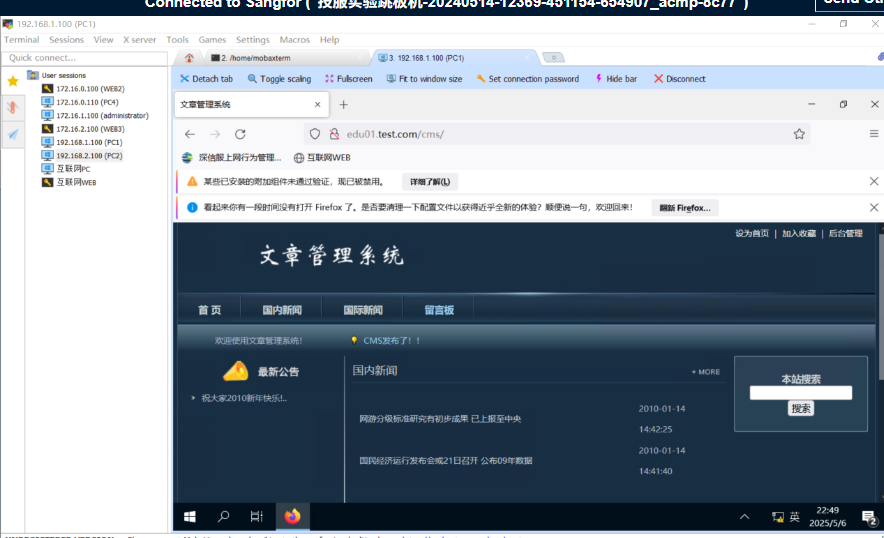 Connected to Sangfor ("技服实验跳板机-20240514-12369-451154-654907_acmp-8c77")
192.168.1.100 (PC1)
Terminal Sessions View X server Tools Games Settings Macros Help
Quick connect...
2. /home/mobaxterm
3. 192.168.1.100 (PC1)
Detach tab Toggle scaling Fullscreen Fit to window size Set connection password Hide bar Disconnect
User sessions
172.16.0.100 (WEB2)
172.16.0.110 (PC4)
172.16.1.100 (administrator)
172.16.2.100 (WEB3)
192.168.1.100 (PC1)
192.168.2.100 (PC2)
互联网PC
互联网WEB
文章管理系统
edu01.test.com/cms/
深信服上网行为管理... 互联网WEB
某些已安装的附加组件未通过验证，现已被禁用。 详细了解(L)
看起来你有一段时间没有打开 Firefox 了。是否要清理一下配置文件以获得近乎全新的体验？顺便说一句，欢迎回来！ 翻新 Firefox...
设为首页 | 加入收藏 | 后台管理
文章管理系统
首 页 国内新闻 国际新闻 留言板
欢迎使用文章管理系统! CMS发布了！！
最新公告
祝大家2010新年快乐!..
国内新闻 + MORE
网游分级标准研究有初步成果 已上报至中央 2010-01-14 14:42:25
国民经济运行发布会或21日召开 公布09年数据 2010-01-14 14:41:40
本站搜索
搜索
英
22:49
2025/5/6
2